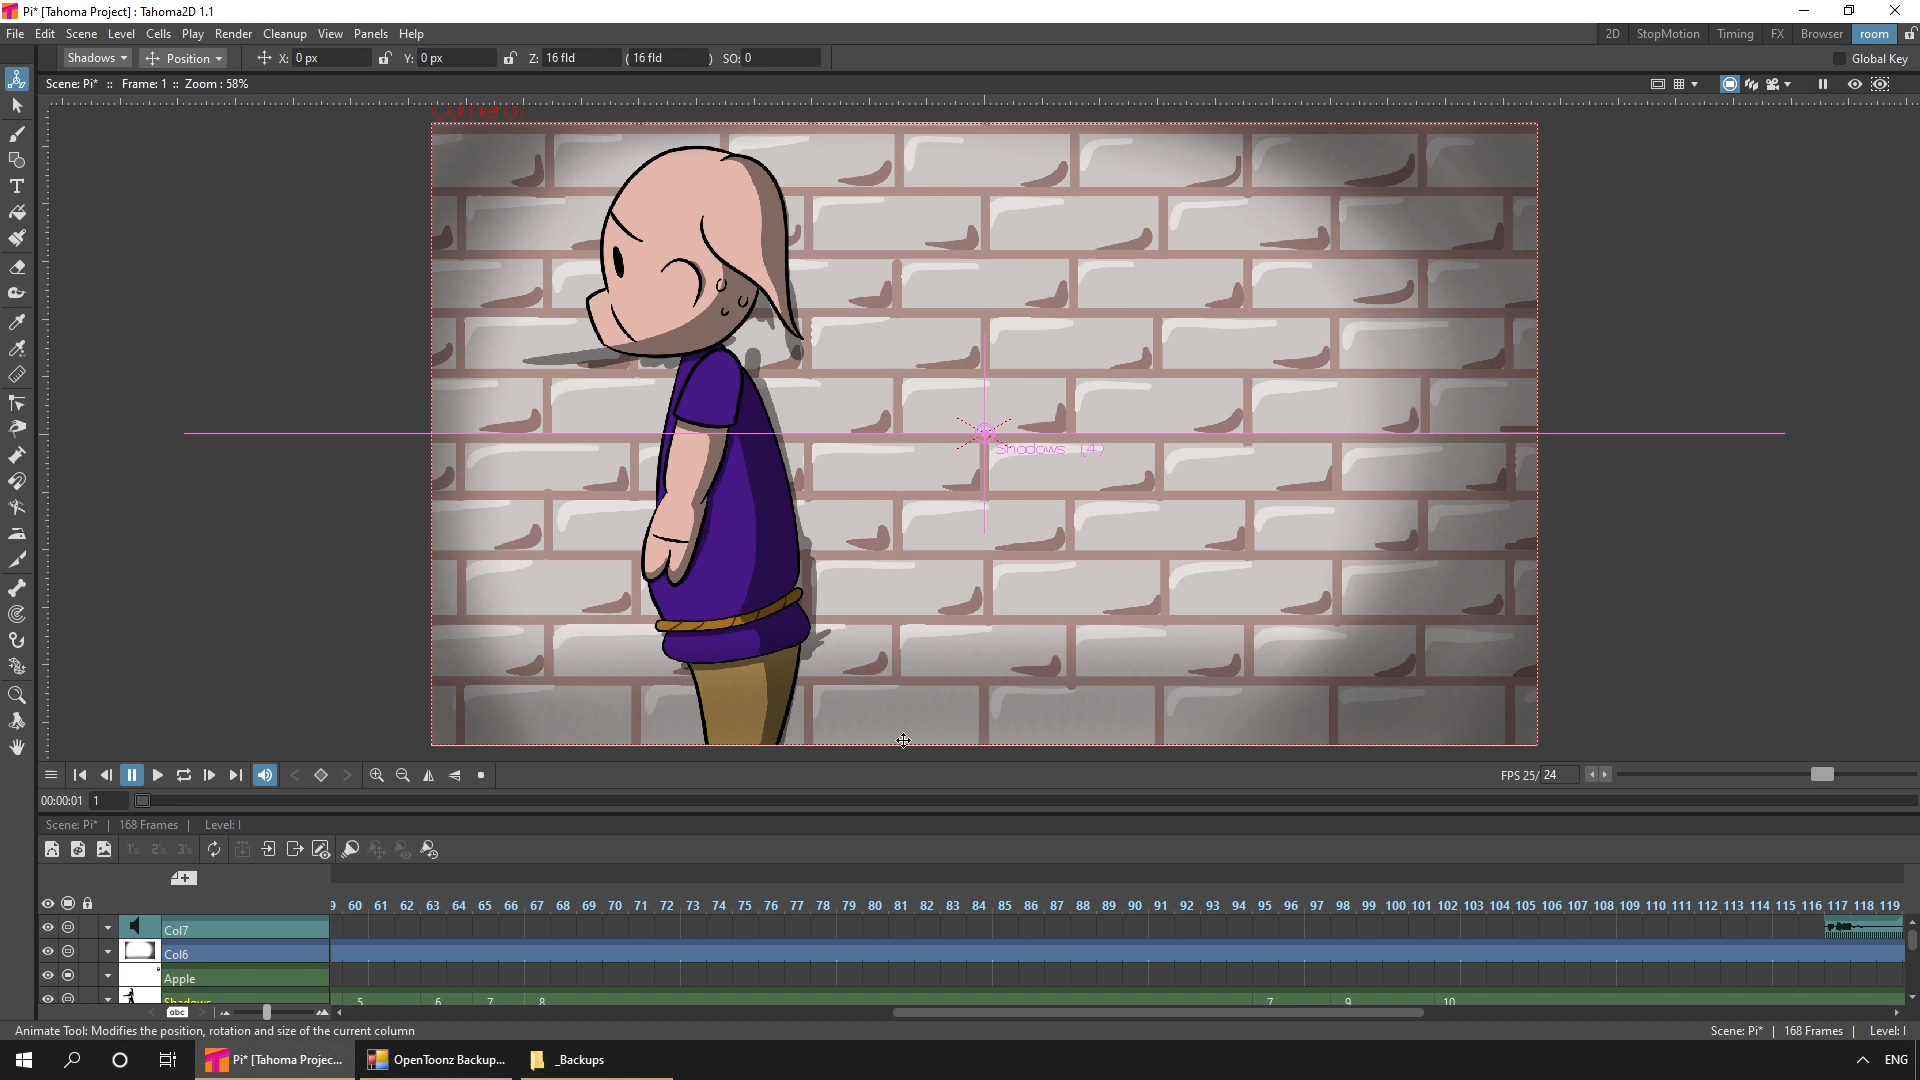 Pi* [Tahoma Project] : Tahoma2D 1.1
File Edit Scene Level Cells Play Render Cleanup View Panels Help
2D StopMotion Timing FX Browser room
Shadows Position X: 0 px Y: 0 px Z: 16 fld ( 16 fld ) SO: 0 Global Key
Scene: Pi* :: Frame: 1 :: Zoom : 58%
Camera1
Shadows (4)
FPS 25/ 24
00:00:01 1
Scene: Pi* | 168 Frames | Level: I
1's 2's 3's
9 60 61 62 63 64 65 66 67 68 69 70 71 72 73 74 75 76 77 78 79 80 81 82 83 84 85 86 87 88 89 90 91 92 93 94 95 96 97 98 99 100 101 102 103 104 105 106 107 108 109 110 111 112 113 114 115 116 117 118 119
Col7
Col6
Apple
Shadows 5 6 7 8 7 9 10
abc
Animate Tool: Modifies the position, rotation and size of the current column
Scene: Pi* | 168 Frames | Level: I
Pi* [Tahoma Projec... OpenToonz Backup... _Backups ENG